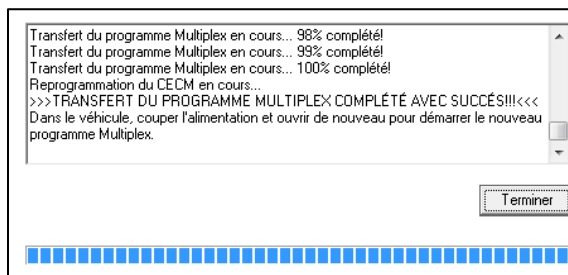 Transfert du programme Multiplex en cours... 98% complété!
Transfert du programme Multiplex en cours... 99% complété!
Transfert du programme Multiplex en cours... 100% complété!
Reprogrammation du CECM en cours...
>>>TRANSFERT DU PROGRAMME MULTIPLEX COMPLÉTÉ AVEC SUCCÉS!!!<<<
Dans le véhicule, couper l'alimentation et ouvrir de nouveau pour démarrer le nouveau
programme Multiplex.
Terminer